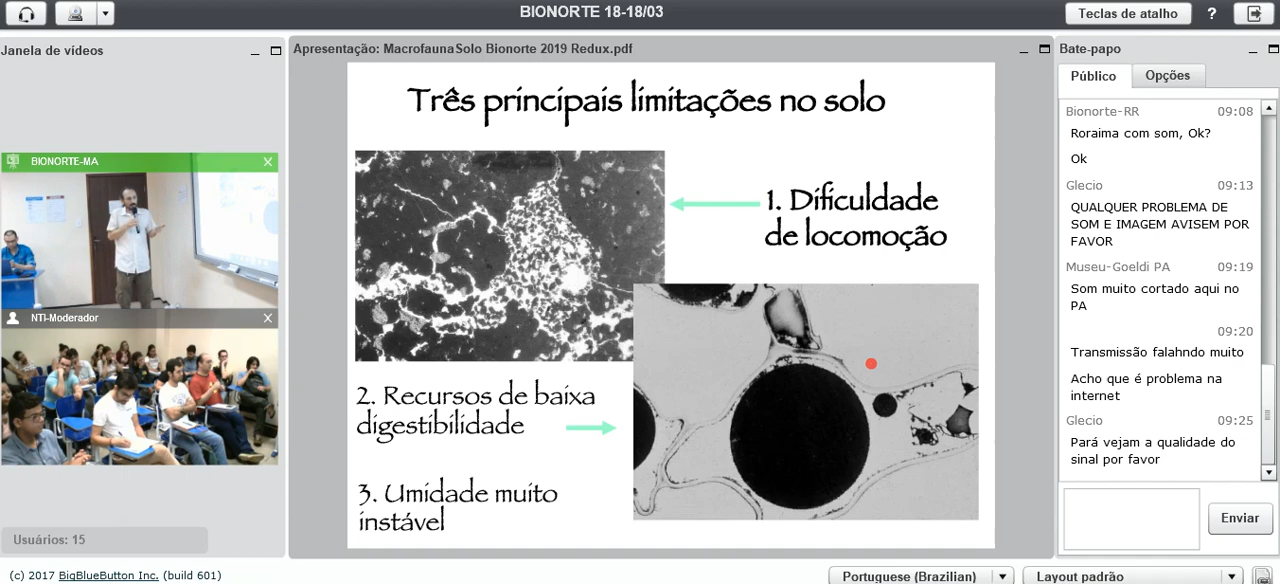 BIONORTE 18-18/03
Teclas de atalho
?
Janela de vídeos
BIONORTE-MA
X
NTI-Moderador
X
Usuários: 15
Apresentação: MacrofaunaSolo Bionorte 2019 Redux.pdf
Três principais limitações no solo
1. Dificuldade
de locomoção
2. Recursos de baixa
digestibilidade
3. Umidade muito
instável
Bate-papo
Público
Opções
Bionorte-RR 09:08
Roraima com som, Ok?
Ok
Glecio 09:13
QUALQUER PROBLEMA DE
SOM E IMAGEM AVISEM POR
FAVOR
Museu-Goeldi PA 09:19
Som muito cortado aqui no
PA
09:20
Transmissão falahndo muito
Acho que é problema na
internet
Glecio 09:25
Pará vejam a qualidade do
sinal por favor
Enviar
(c) 2017 BigBlueButton Inc. (build 601)
Portuguese (Brazilian)
Layout padrão